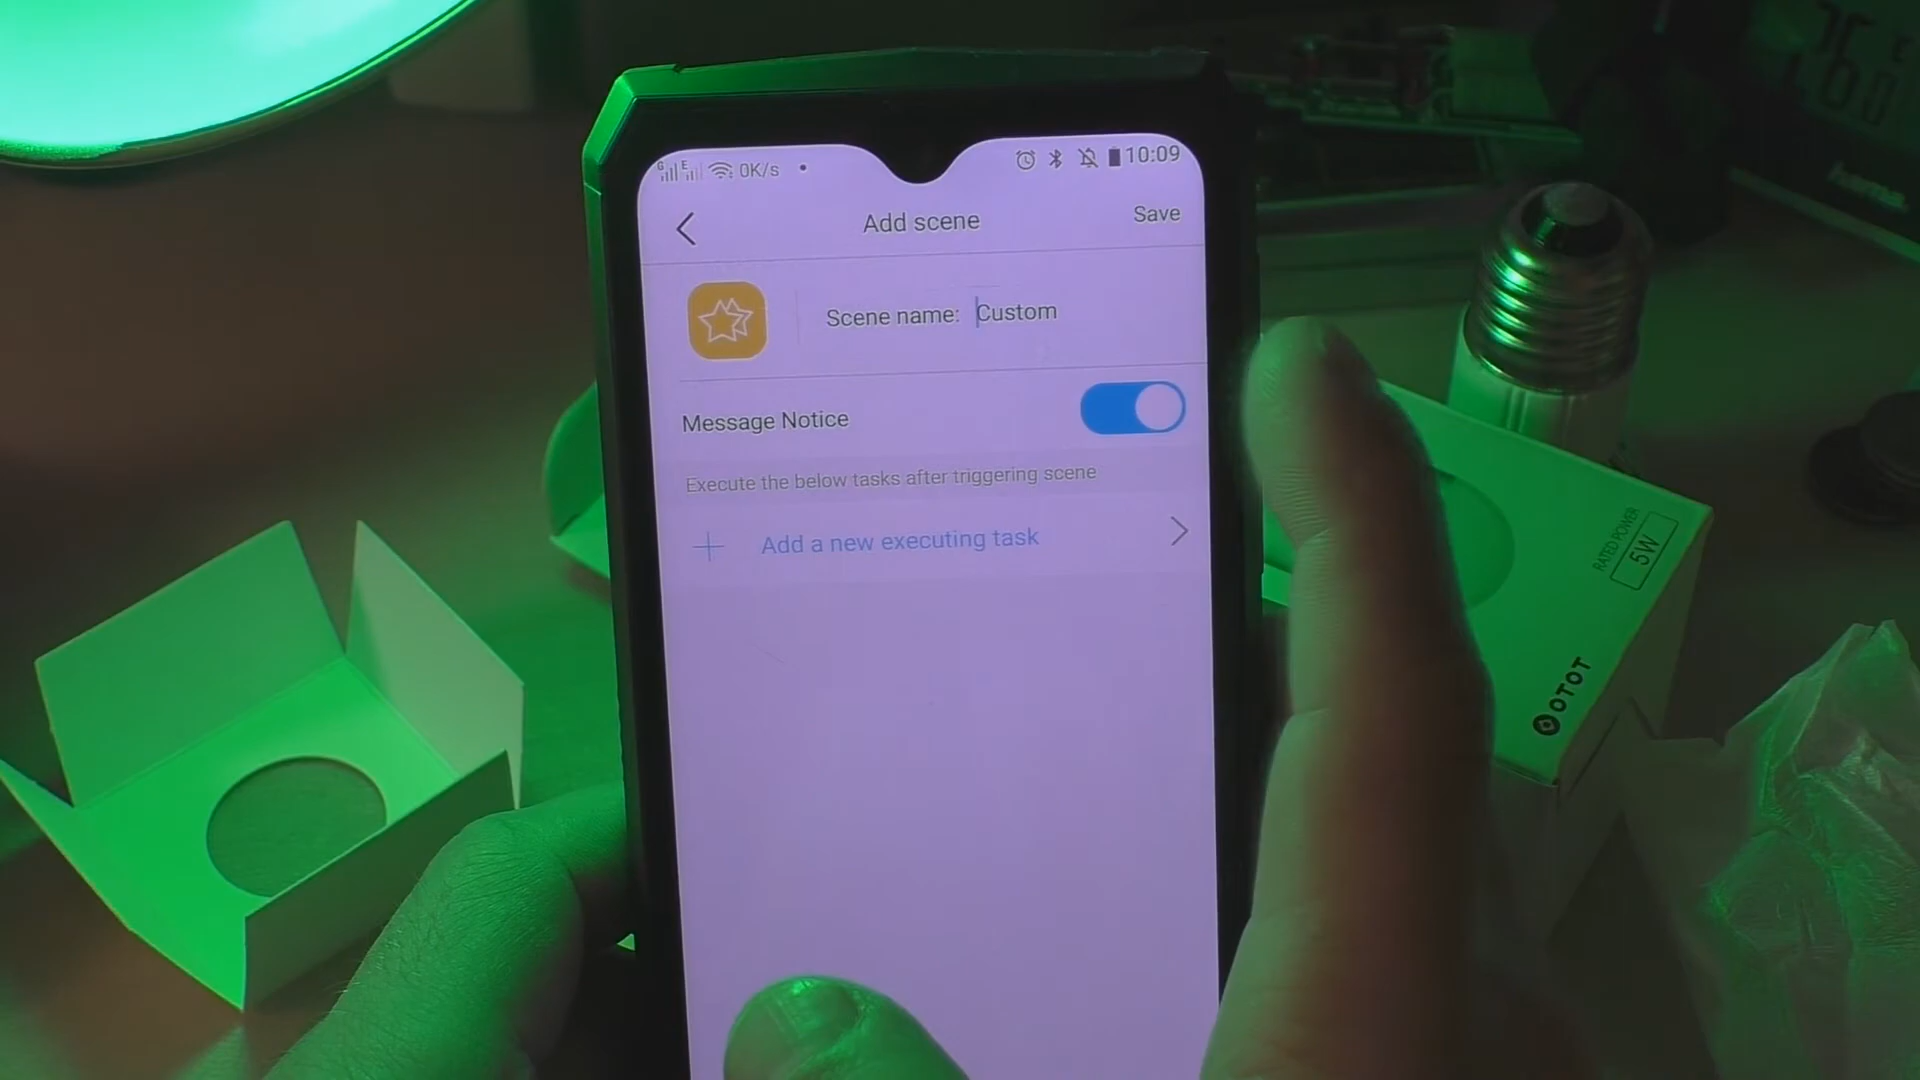 0K/s
10:09
Add scene
Save
Scene name: Custom
Message Notice
Execute the below tasks after triggering scene
Add a new executing task
RATED POWER
5W
OTOT